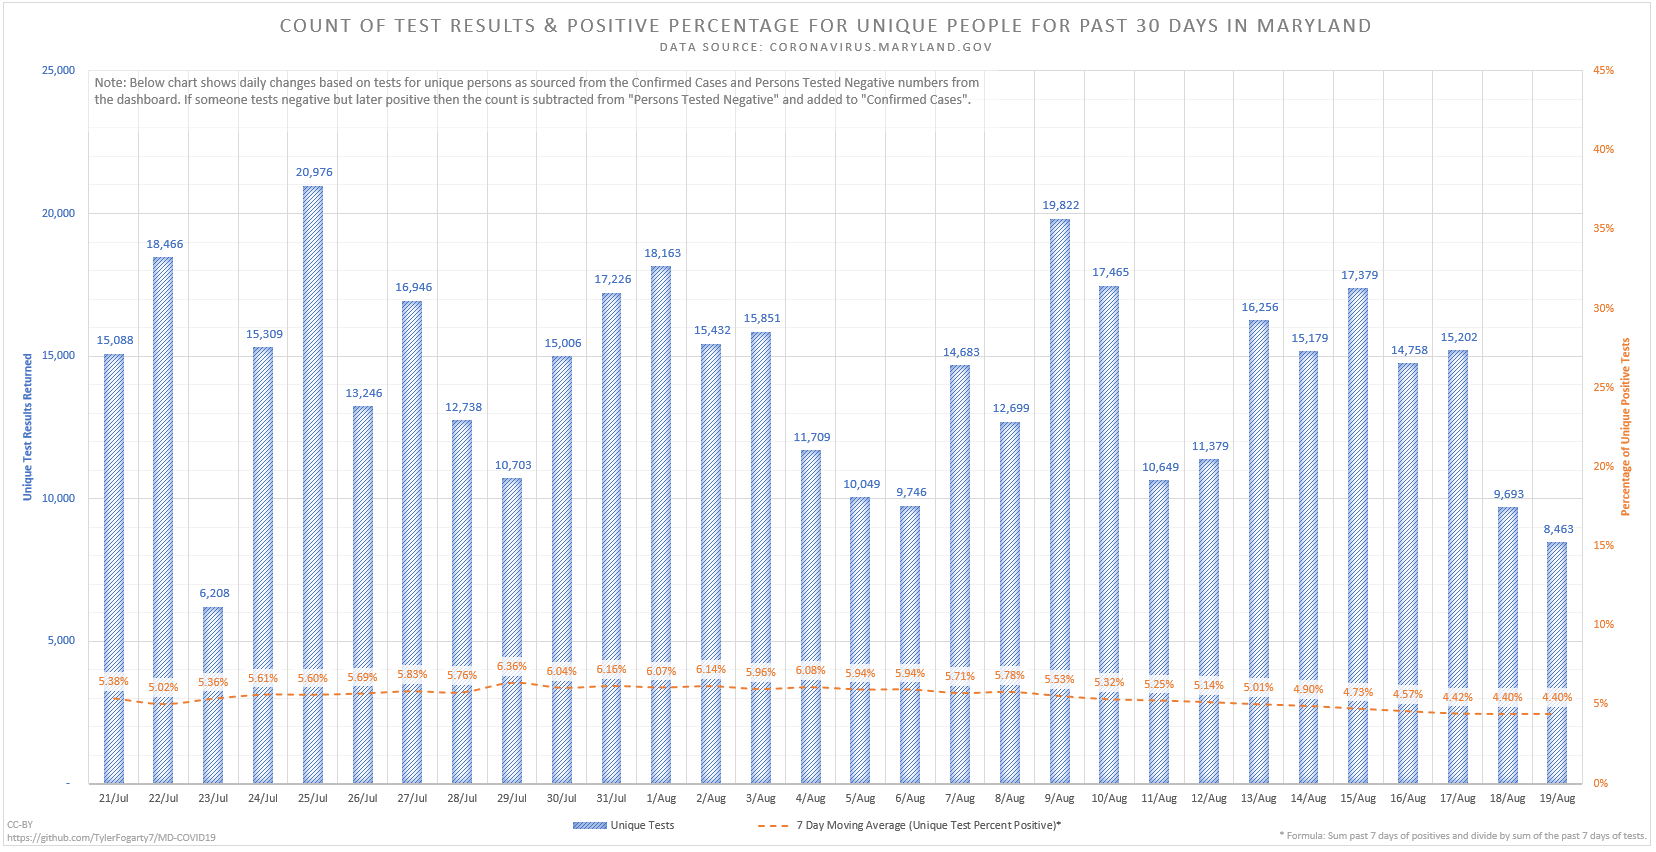 COUNT OF TEST RESULTS & POSITIVE PERCENTAGE FOR UNIQUE PEOPLE FOR PAST 30 DAYS IN MARYLAND
DATA SOURCE: CORONAVIRUS.MARYLAND.GOV
Note: Below chart shows daily changes based on tests for unique persons as sourced from the Confirmed Cases and Persons Tested Negative numbers from
the dashboard. If someone tests negative but later positive then the count is subtracted from "Persons Tested Negative" and added to "Confirmed Cases".
Unique Test Results Returned
25,000
20,000
15,000
10,000
5,000
-
15,088
18,466
6,208
15,309
20,976
13,246
16,946
12,738
10,703
15,006
17,226
18,163
15,432
15,851
11,709
10,049
9,746
14,683
12,699
19,822
17,465
10,649
11,379
16,256
15,179
17,379
14,758
15,202
9,693
8,463
5.38%
5.02%
5.36%
5.61%
5.60%
5.69%
5.83%
5.76%
6.36%
6.04%
6.16%
6.07%
6.14%
5.96%
6.08%
5.94%
5.94%
5.71%
5.78%
5.53%
5.32%
5.25%
5.14%
5.01%
4.90%
4.73%
4.57%
4.42%
4.40%
4.40%
45%
40%
35%
30%
25%
20%
15%
10%
5%
0%
Percentage of Unique Positive Tests
21/Jul
22/Jul
23/Jul
24/Jul
25/Jul
26/Jul
27/Jul
28/Jul
29/Jul
30/Jul
31/Jul
1/Aug
2/Aug
3/Aug
4/Aug
5/Aug
6/Aug
7/Aug
8/Aug
9/Aug
10/Aug
11/Aug
12/Aug
13/Aug
14/Aug
15/Aug
16/Aug
17/Aug
18/Aug
19/Aug
Unique Tests
7 Day Moving Average (Unique Test Percent Positive)*
CC-BY
https://github.com/TylerFogarty7/MD-COVID19
* Formula: Sum past 7 days of positives and divide by sum of the past 7 days of tests.